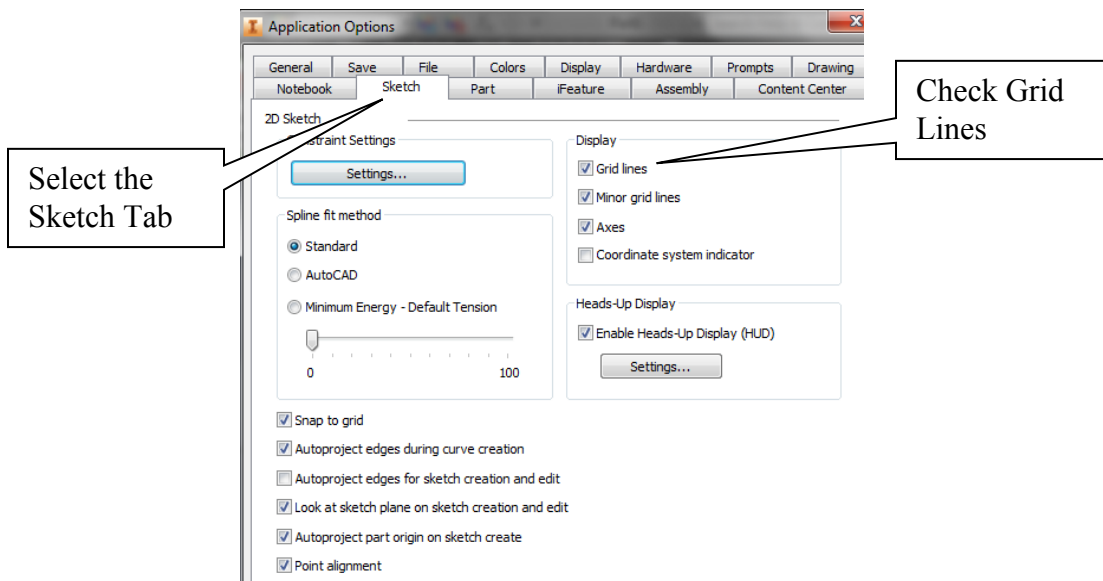 Application Options
General Save File Colors Display Hardware Prompts Drawing
Notebook Sketch Part iFeature Assembly Content Center
Check Grid
Lines
Select the
Sketch Tab
2D Sketch
Constraint Settings
Settings...
Spline fit method
Standard
AutoCAD
Minimum Energy - Default Tension
0 100
Display
Grid lines
Minor grid lines
Axes
Coordinate system indicator
Heads-Up Display
Enable Heads-Up Display (HUD)
Settings...
Snap to grid
Autoproject edges during curve creation
Autoproject edges for sketch creation and edit
Look at sketch plane on sketch creation and edit
Autoproject part origin on sketch create
Point alignment